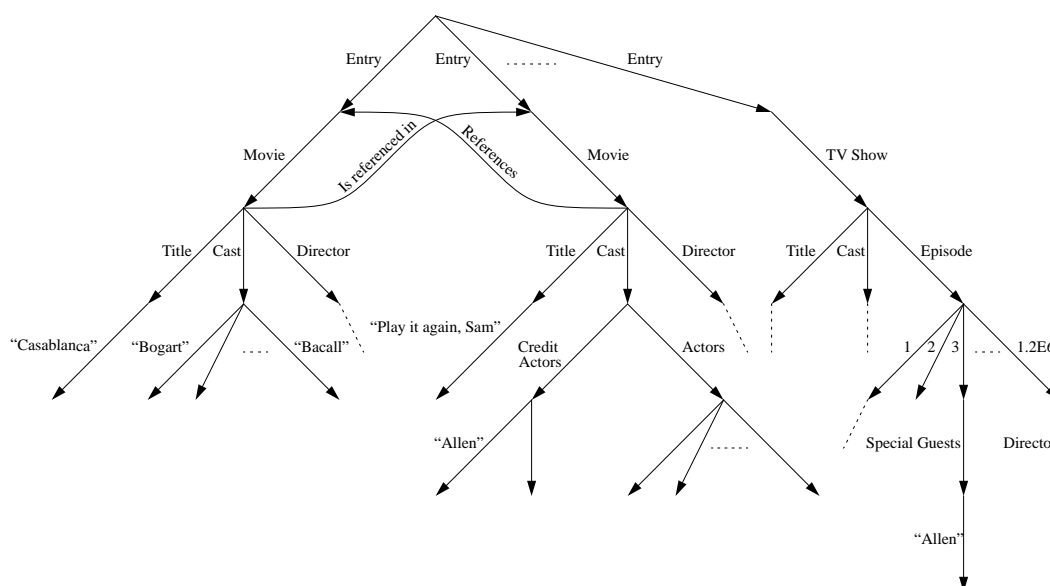 Entry
Entry
Entry
Is referenced in
References
Movie
Movie
TV Show
Title
Cast
Director
Title
Cast
Director
Title
Cast
Episode
“Casablanca”
“Bogart”
“Bacall”
“Play it again, Sam”
Credit
Actors
Actors
1
2
3
1.2E6
“Allen”
Special Guests
Directo
“Allen”